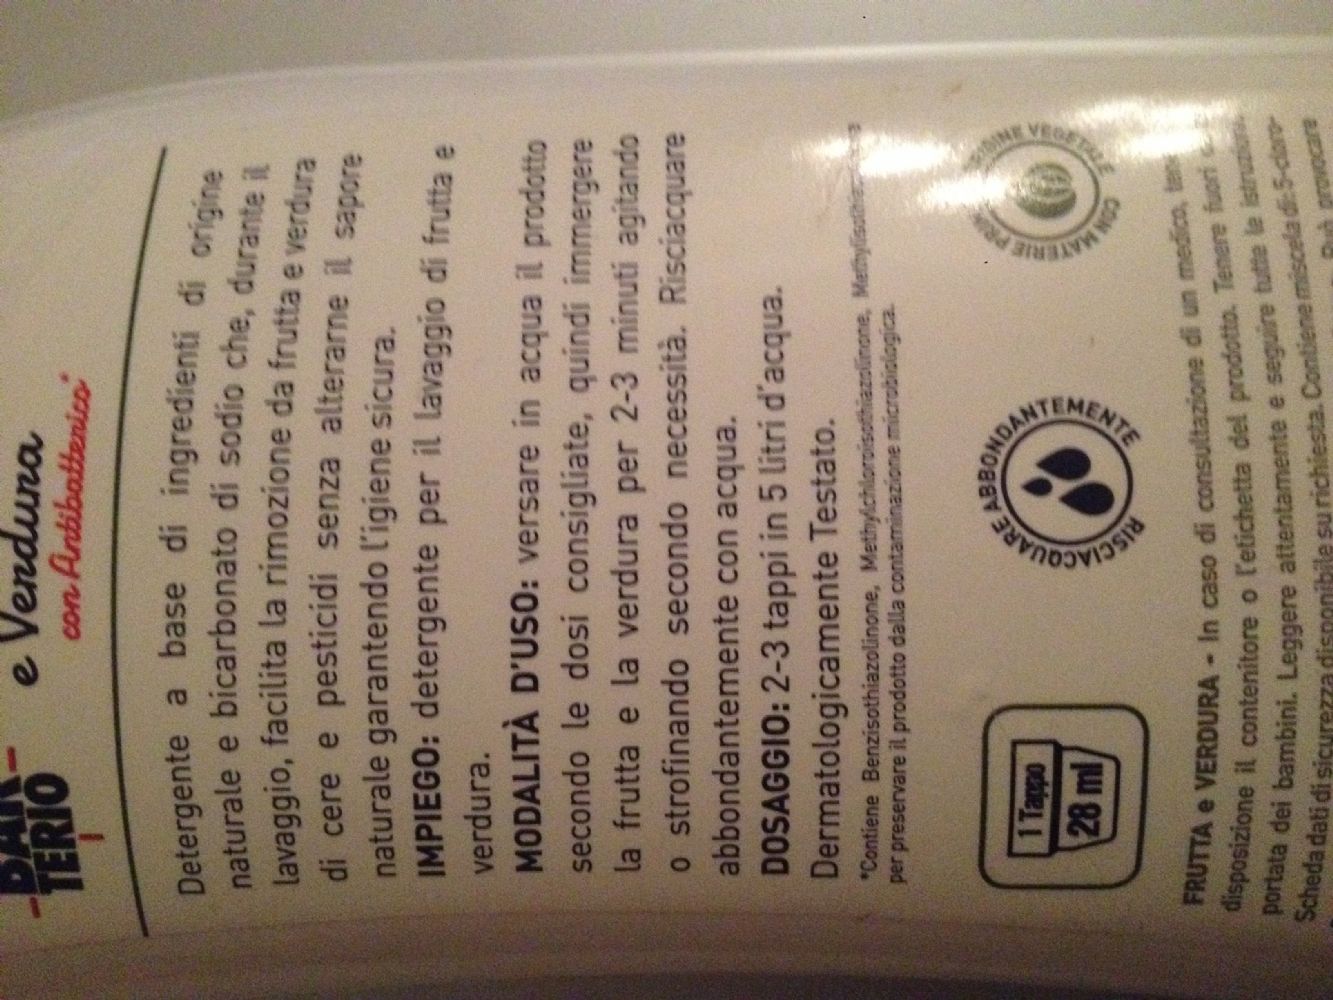 BAK-
TERIO
e Verdura
con Antibatterico*
Detergente a base di ingredienti di origine
naturale e bicarbonato di sodio che, durante il
lavaggio, facilita la rimozione da frutta e verdura
di cere e pesticidi senza alterarne il sapore
naturale garantendo l'igiene sicura.
IMPIEGO: detergente per il lavaggio di frutta e
verdura.
MODALITÀ D'USO: versare in acqua il prodotto
secondo le dosi consigliate, quindi immergere
la frutta e la verdura per 2-3 minuti agitando
o strofinando secondo necessità. Risciacquare
abbondantemente con acqua.
DOSAGGIO: 2-3 tappi in 5 litri d'acqua.
Dermatologicamente Testato.
*Contiene Benzisothiazolinone, Methylchloroisothiazolinone,
per preservare il prodotto dalla contaminazione microbiologica.
1 Tappo
28 ml
RISCIACQUARE ABBONDANTEMENTE
CON MATERIE PRIME ORIGINE VEGETALE
FRUTTA e VERDURA - In caso di consultazione di un medico,
disposizione il contenitore o l'etichetta del prodotto. Tenere fuori
portata dei bambini. Leggere attentamente e seguire tutte le istruzioni.
Scheda dati di sicurezza disponibile su richiesta. Contiene miscela di: 5-cloro-
Può provocare